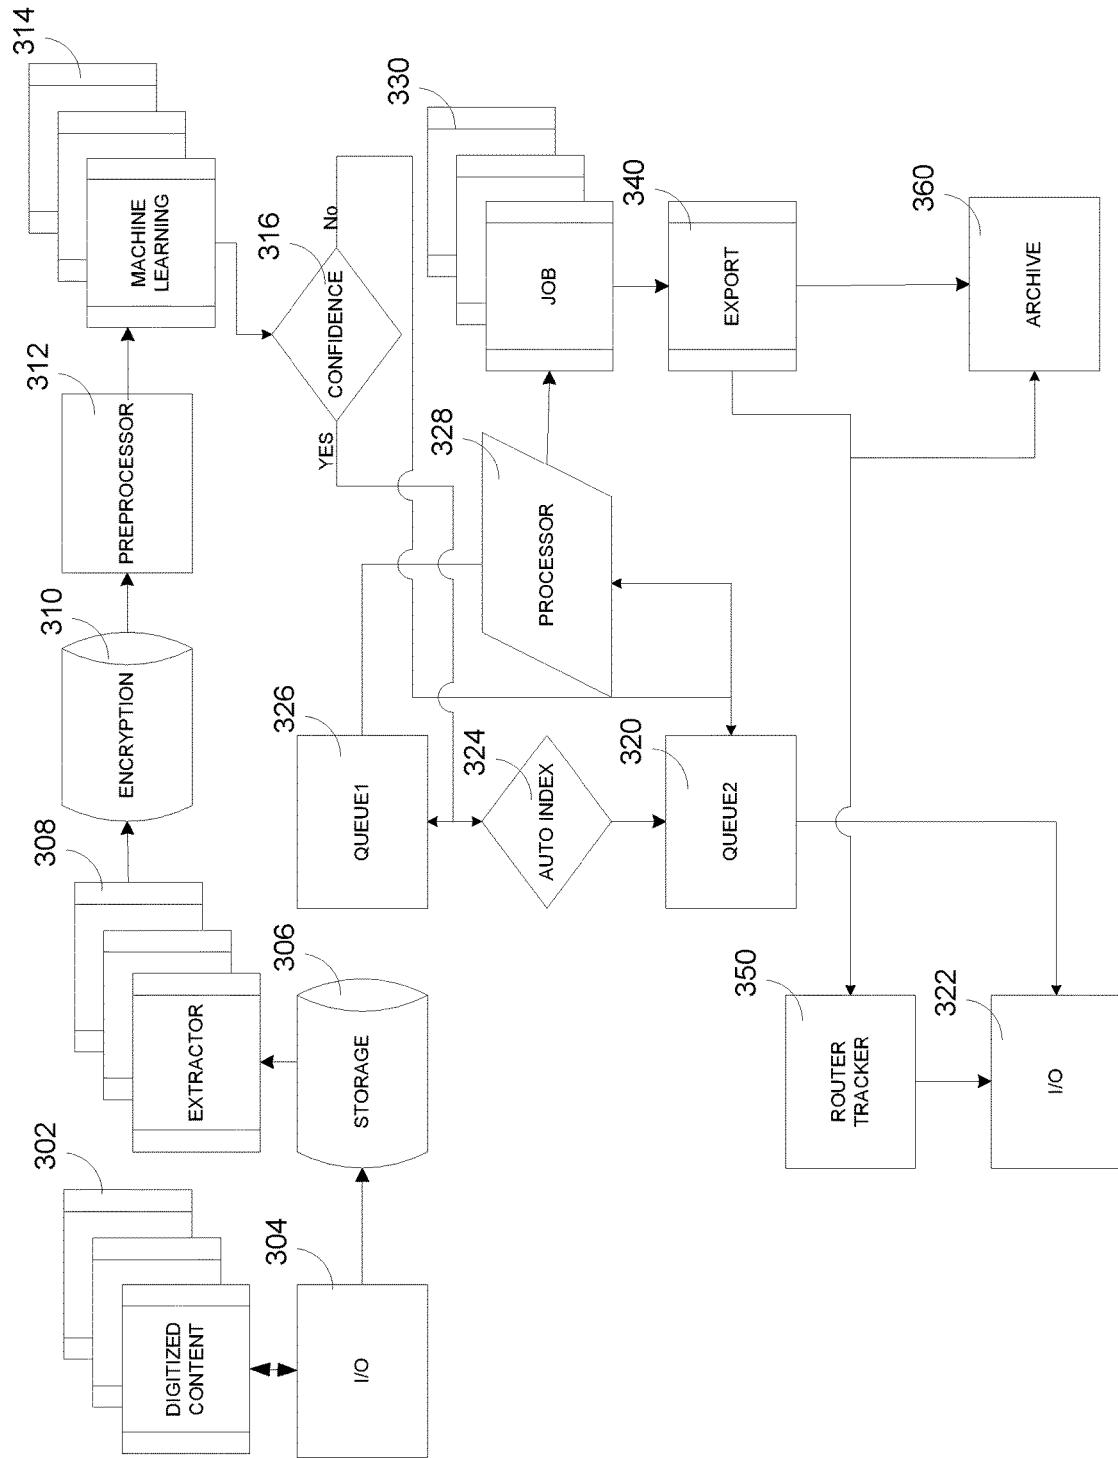 302
DIGITIZED
CONTENT
304
I/O
306
STORAGE
308
EXTRACTOR
310
ENCRYPTION
312
PREPROCESSOR
314
MACHINE
LEARNING
316
CONFIDENCE
YES
No
326
QUEUE1
324
AUTO INDEX
320
QUEUE2
328
PROCESSOR
330
JOB
340
EXPORT
350
ROUTER
TRACKER
322
I/O
360
ARCHIVE